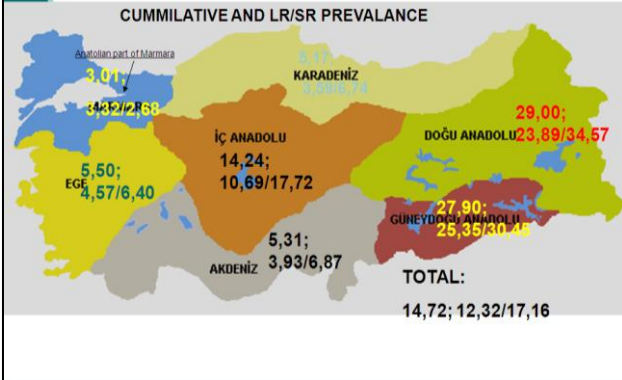 CUMMILATIVE AND LR/SR PREVALANCE
Anatolian part of Marmara
3,01;
3,32/2,68
5,17;
KARADENİZ
3,59/6,74
İÇ ANADOLU
14,24;
10,69/17,72
29,00;
DOĞU ANADOLU 23,89/34,57
5,50;
EGE 4,57/6,40
27,90;
GÜNEYDOĞU ANADOLU
25,35/30,48
5,31;
AKDENİZ 3,93/6,87
TOTAL:
14,72; 12,32/17,16